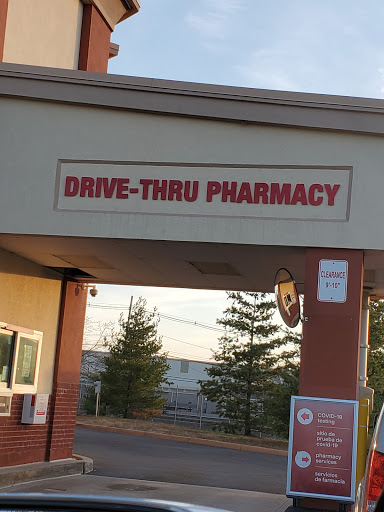 DRIVE-THRU PHARMACY
CLEARANCE
9'-10"
COVID-19
testing
sitio de
prueba de
covid-19
pharmacy
services
servicios
de farmacia